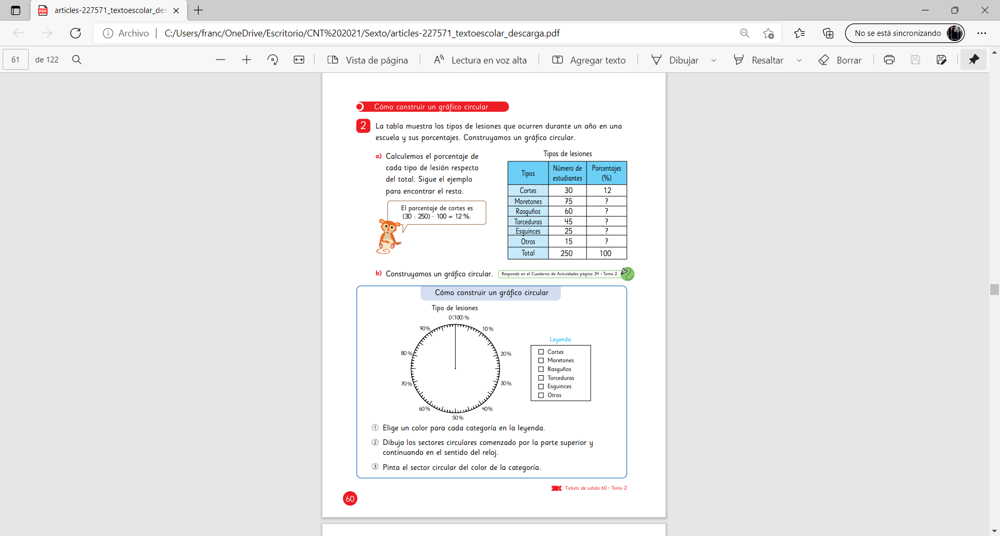 articles-227571_textoescolar_des
Archivo | C:/Users/franc/OneDrive/Escritorio/CNT%202021/Sexto/articles-227571_textoescolar_descarga.pdf
No se está sincronizando
61 de 122
Vista de página
Lectura en voz alta
Agregar texto
Dibujar
Resaltar
Borrar
Cómo construir un gráfico circular
2 La tabla muestra los tipos de lesiones que ocurren durante un año en una
escuela y sus porcentajes. Construyamos un gráfico circular.
a) Calculemos el porcentaje de
cada tipo de lesión respecto
del total. Sigue el ejemplo
para encontrar el resto.
El porcentaje de cortes es
(30 : 250) · 100 = 12 %.
Tipos de lesiones
Tipos Número de estudiantes Porcentajes (%)
Cortes 30 12
Moretones 75 ?
Rasguños 60 ?
Torceduras 45 ?
Esguinces 25 ?
Otros 15 ?
Total 250 100
b) Construyamos un gráfico circular.
Responde en el Cuaderno de Actividades página 34 • Tomo 2
Cómo construir un gráfico circular
Tipo de lesiones
0(100)%
10%
20%
30%
40%
50%
60%
70%
80%
90%
Leyenda
Cortes
Moretones
Rasguños
Torceduras
Esguinces
Otros
① Elige un color para cada categoría en la leyenda.
② Dibuja los sectores circulares comenzado por la parte superior y
continuando en el sentido del reloj.
③ Pinta el sector circular del color de la categoría.
Tickets de salida 60 • Tomo 2
60